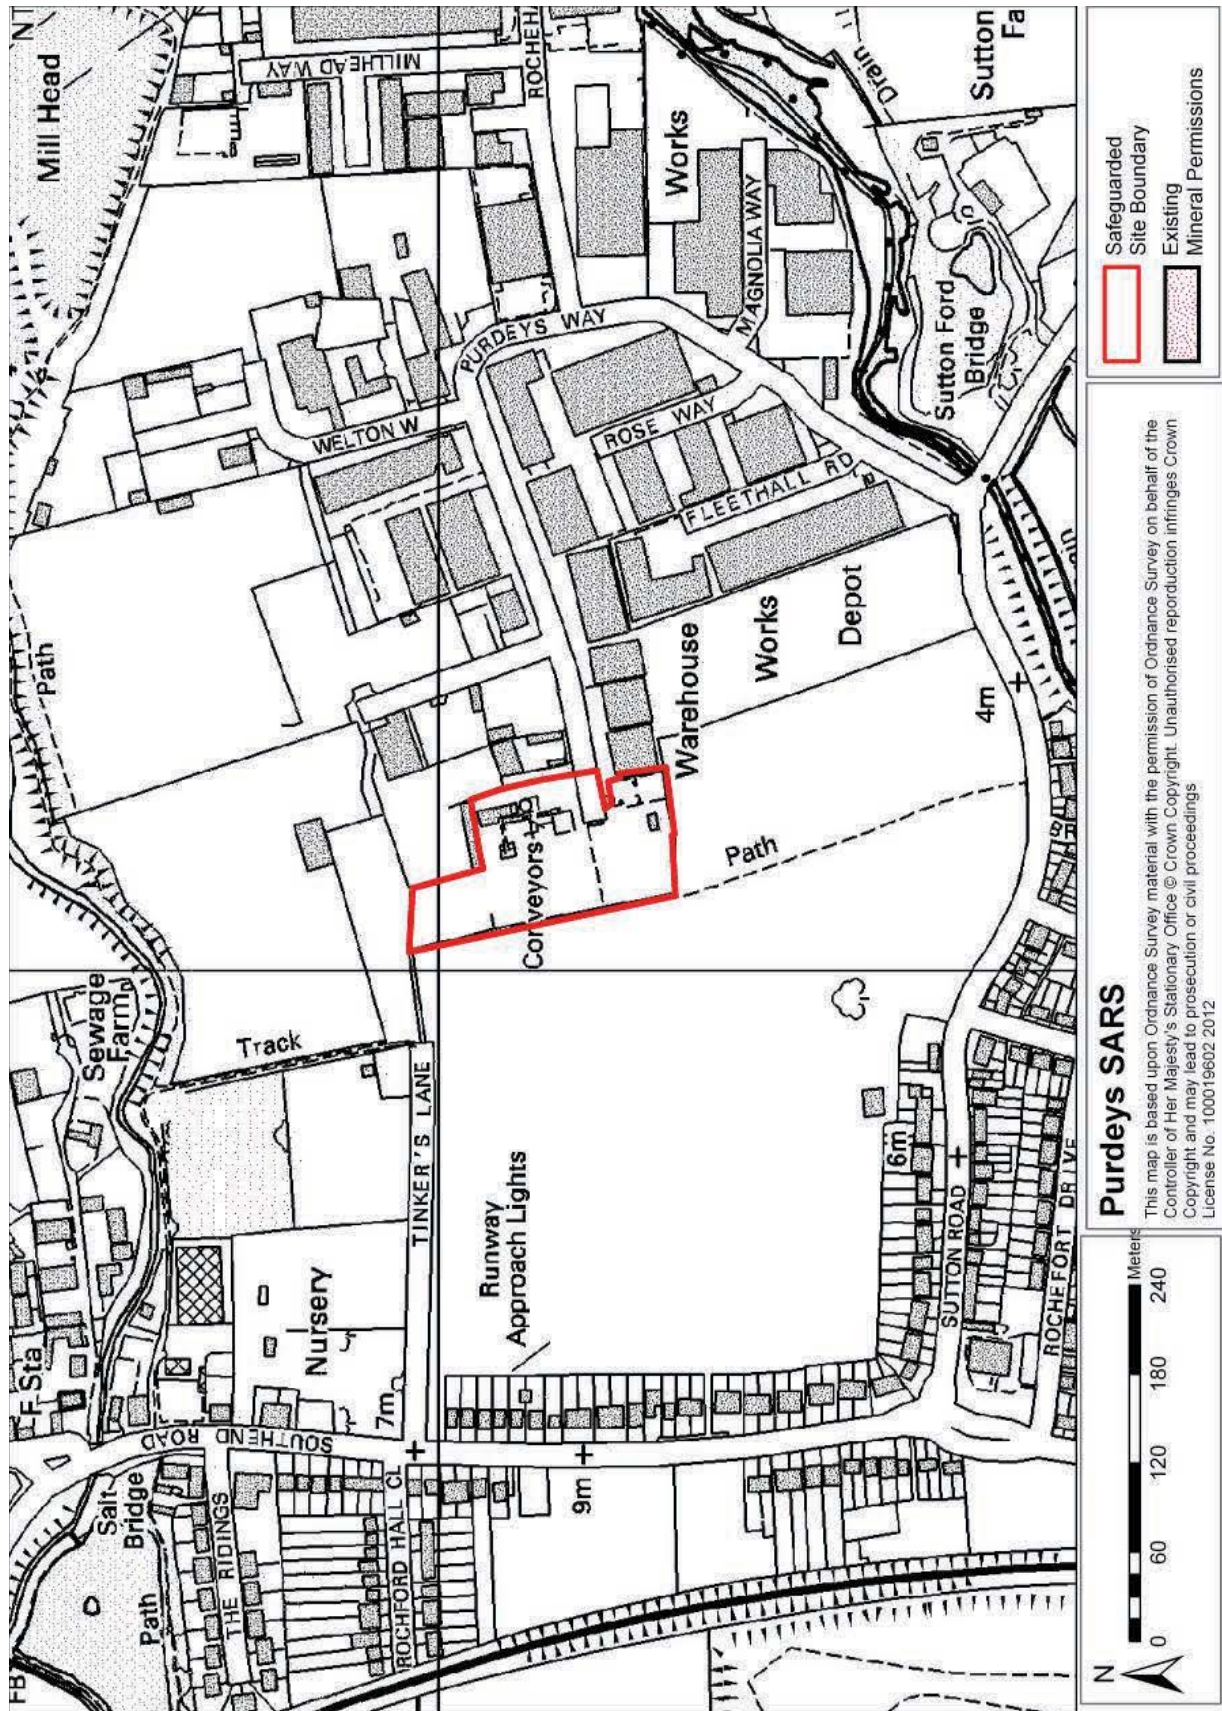 FB
Salt-
Bridge
F Sta
Sewage
Farm
Path
Mill Head
NT
Path
THE RIDINGS
SOUTHEND ROAD
Track
WELTON W
MILLHEAD WAY
Nursery
7m
ROCHFORD HALL CL
TINKER'S LANE
PURDEYS WAY
ROCHEH
Runway
Approach Lights
Conveyors
9m
ROSE WAY
FLEETHALL RD
MAGNOLIA WAY
Works
Warehouse
Works
Depot
Path
Drain
Sutton Ford
Bridge
Sutton
Fa
6m
SUTTON ROAD
4m
ROCHEFORT DRIVE
N
0 60 120 180 240
Meters
Purdeys SARS
This map is based upon Ordnance Survey material with the permission of Ordnance Survey on behalf of the
Controller of Her Majesty's Stationary Office © Crown Copyright. Unauthorised reporduction infringes Crown
Copyright and may lead to prosecution or civil proceedings
License No. 100019602 2012
Safeguarded
Site Boundary
Existing
Mineral Permissions